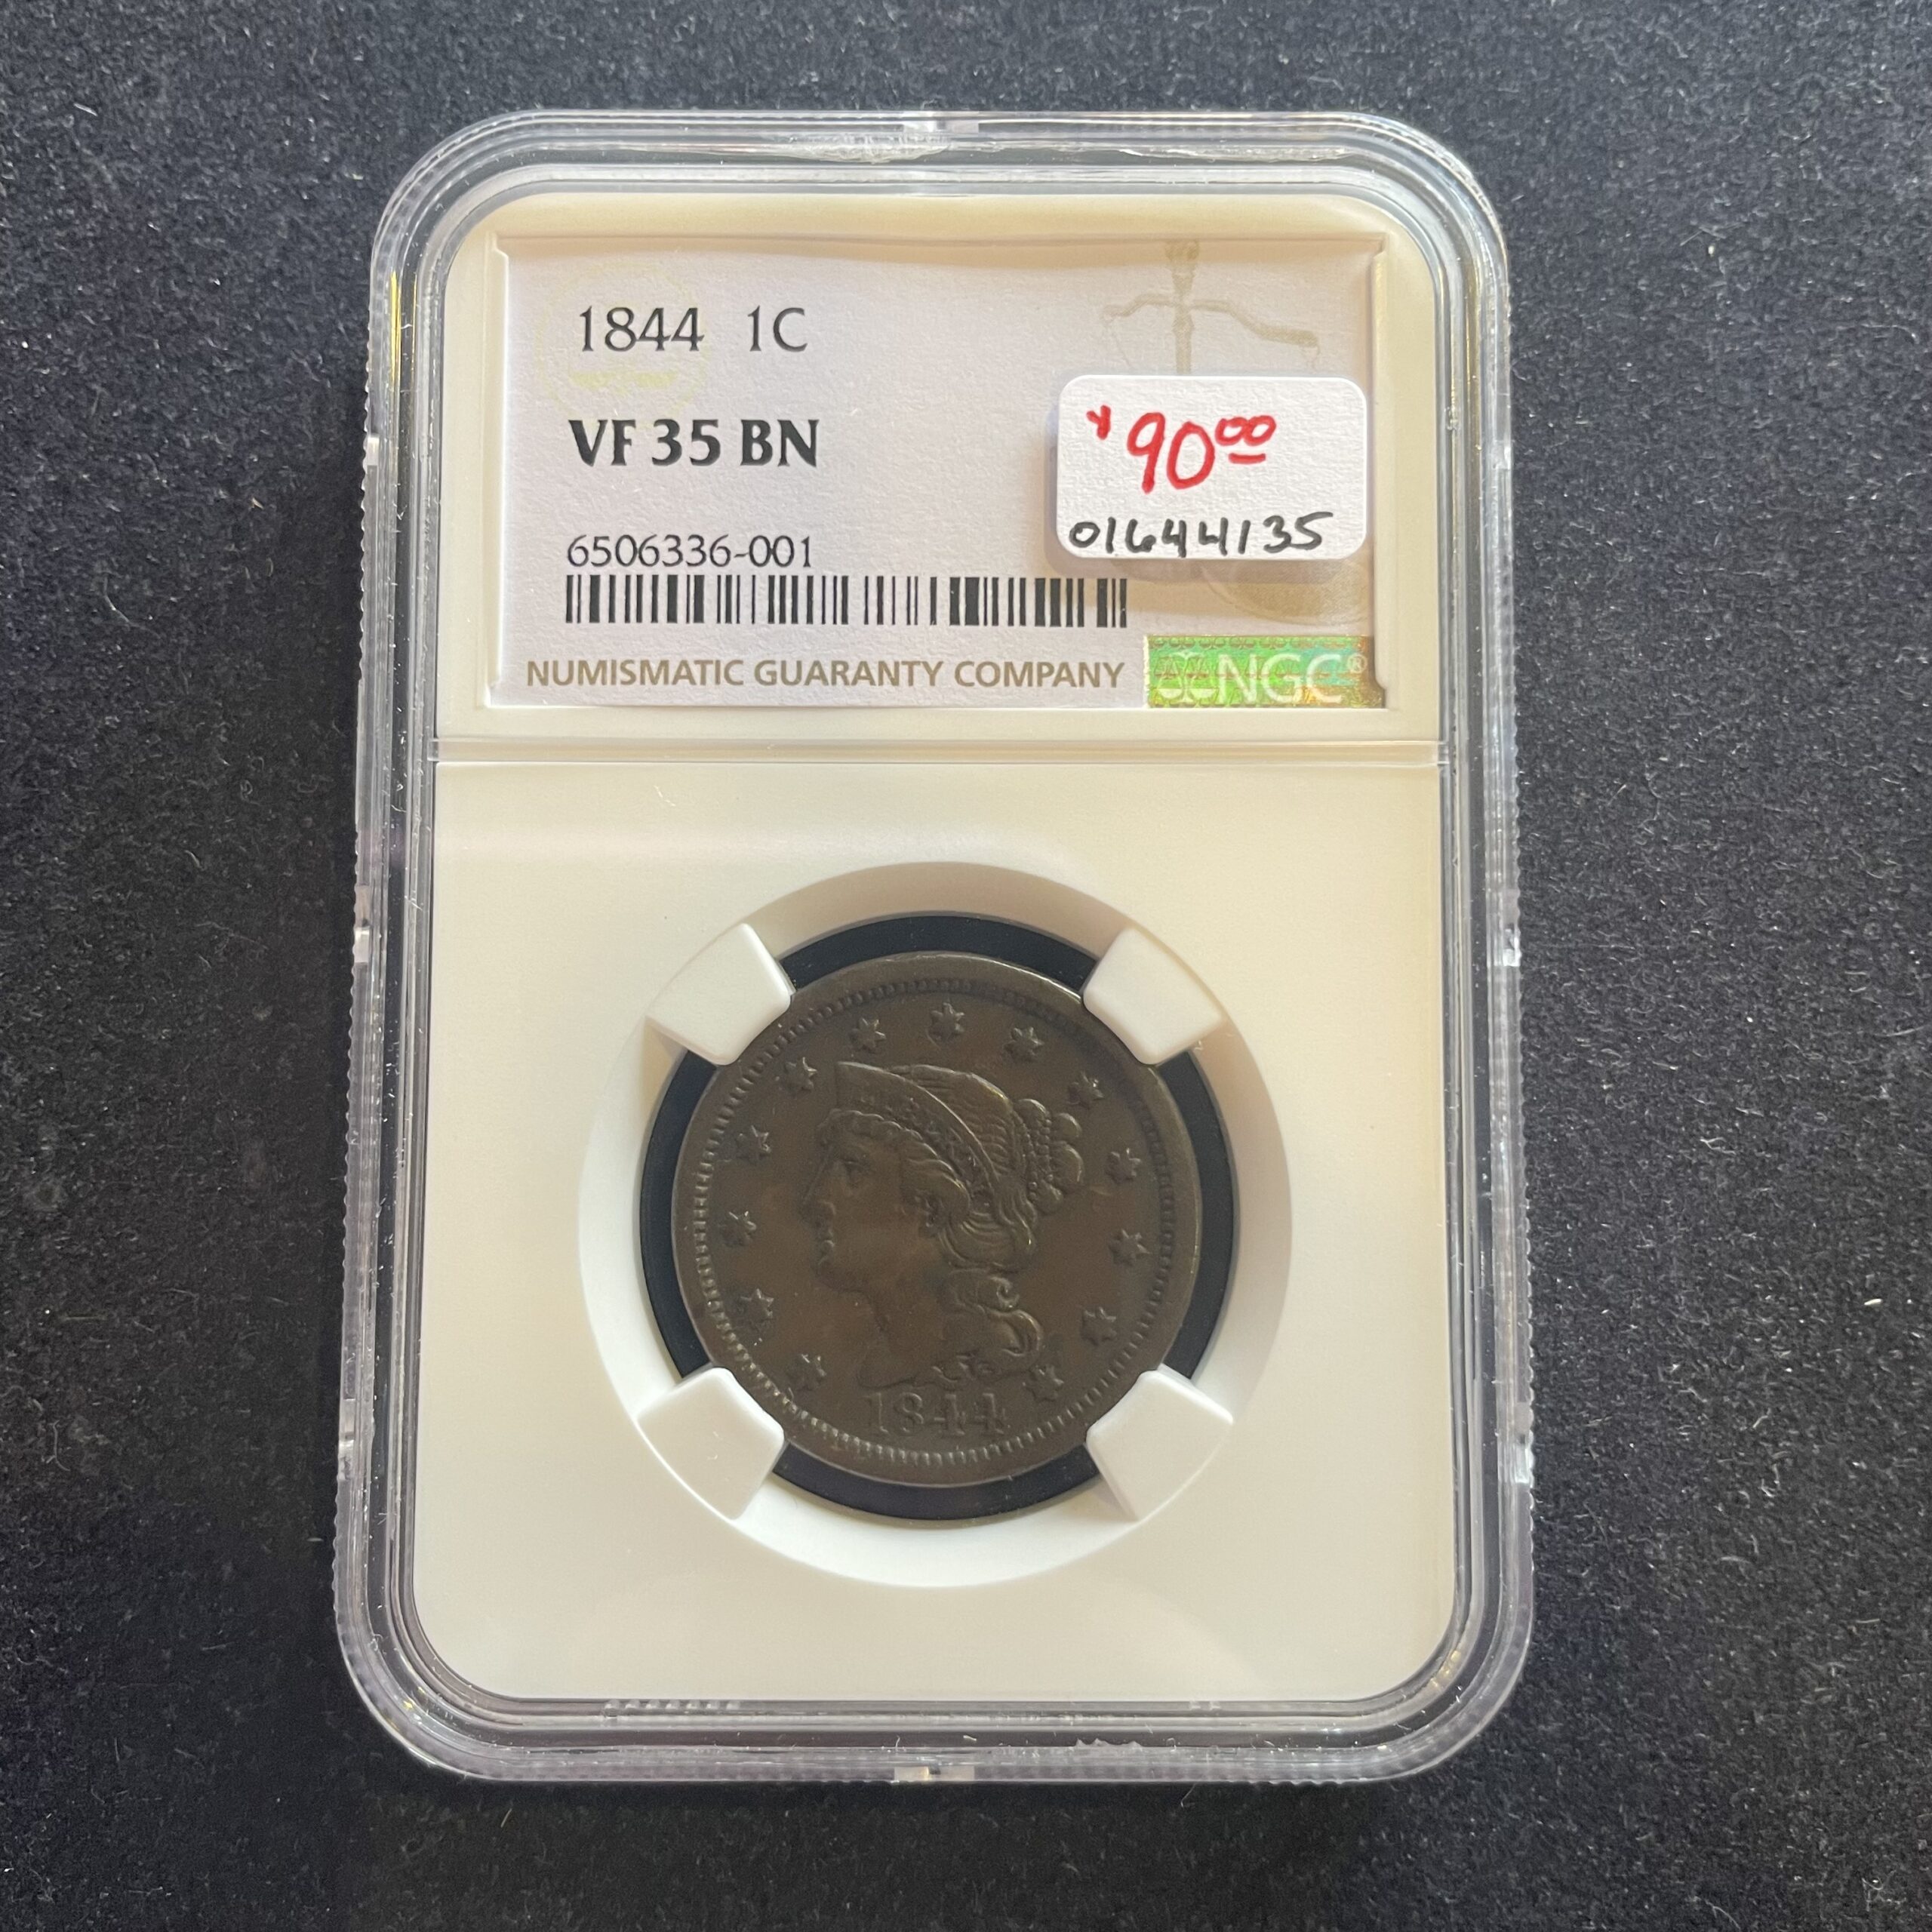 1844 1C
VF 35 BN
$90.00
01644135
6506336-001
NUMISMATIC GUARANTY COMPANY NGC®
1844